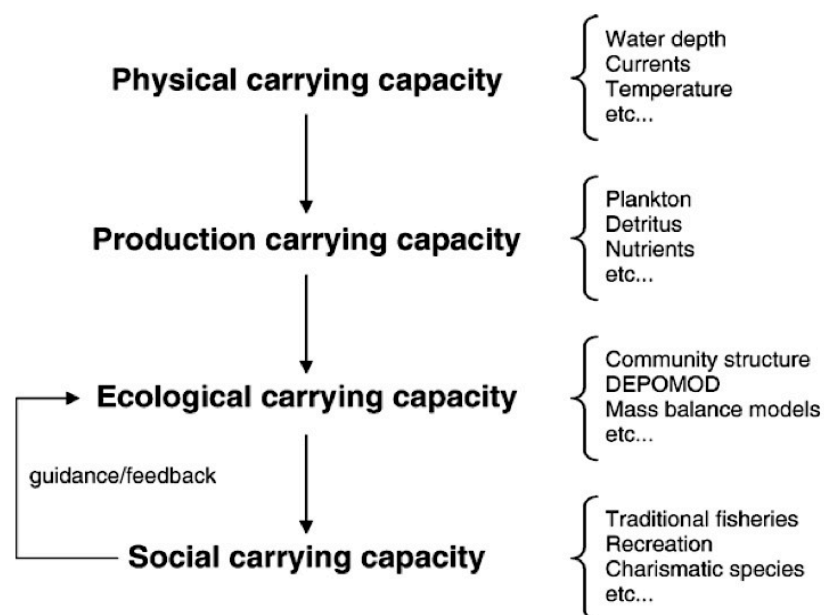 Physical carrying capacity
Water depth
Currents
Temperature
etc...
Production carrying capacity
Plankton
Detritus
Nutrients
etc...
Ecological carrying capacity
Community structure
DEPOMOD
Mass balance models
etc...
guidance/feedback
Social carrying capacity
Traditional fisheries
Recreation
Charismatic species
etc...